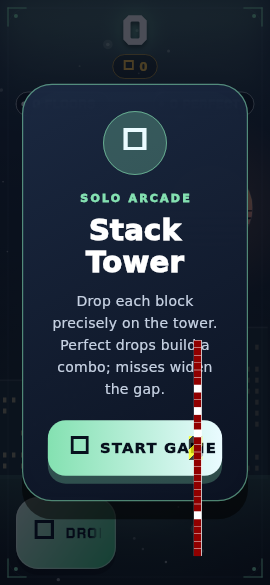 0
0
SOLO ARCADE
Stack
Tower
Drop each block
precisely on the tower.
Perfect drops build a
combo; misses widen
the gap.
START GAME